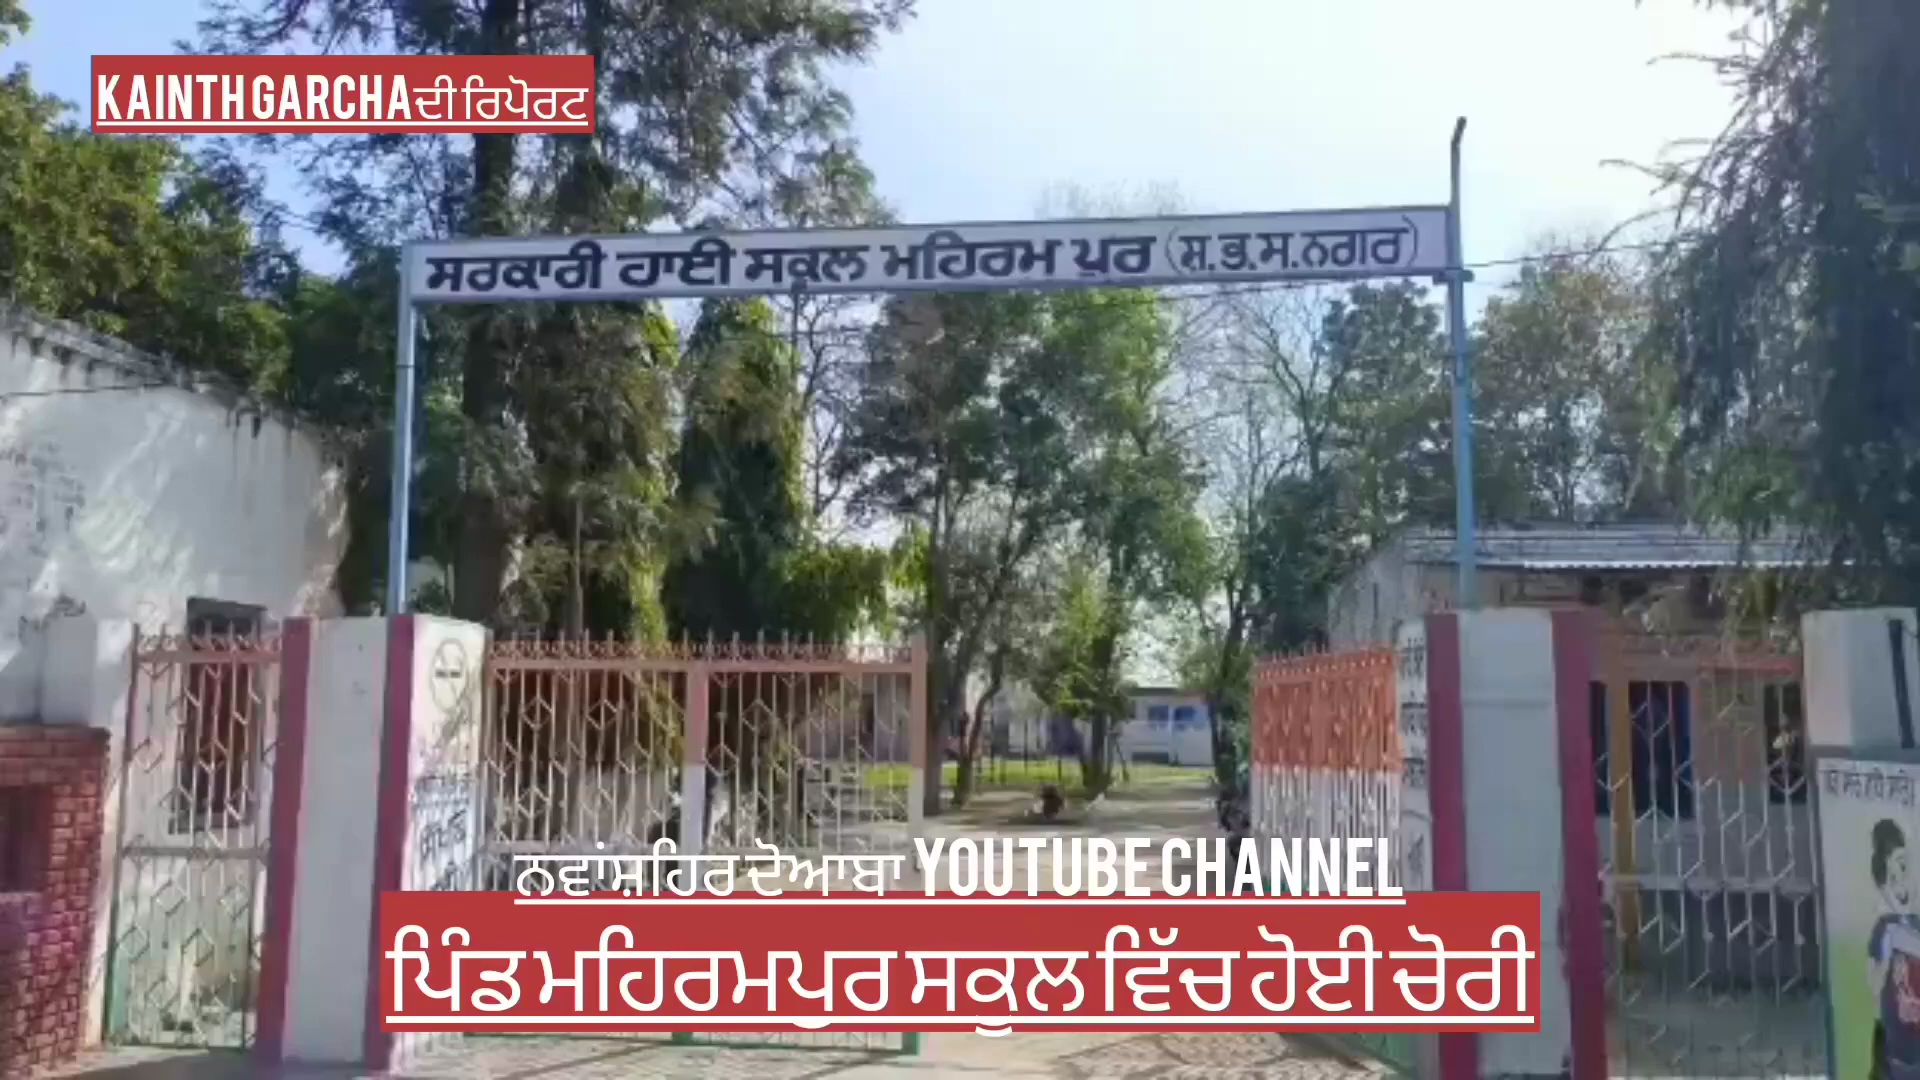 KAINTH GARCHA ਦੀ ਰਿਪੋਰਟ
ਸਰਕਾਰੀ ਹਾਈ ਸਕੂਲ ਮਹਿਰਮ ਪੁਰ (ਸ਼.ਭ.ਸ.ਨਗਰ)
ਨਵਾਂਸ਼ਹਿਰ ਦੋਆਬਾ YOUTUBE CHANNEL
ਪਿੰਡ ਮਹਿਰਮਪੁਰ ਸਕੂਲ ਵਿੱਚ ਹੋਈ ਚੋਰੀ